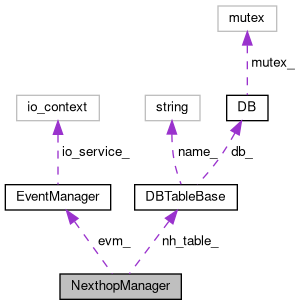 mutex
mutex_
io_context
string
DB
io_service_
name_
db_
EventManager
DBTableBase
evm_
nh_table_
NexthopManager